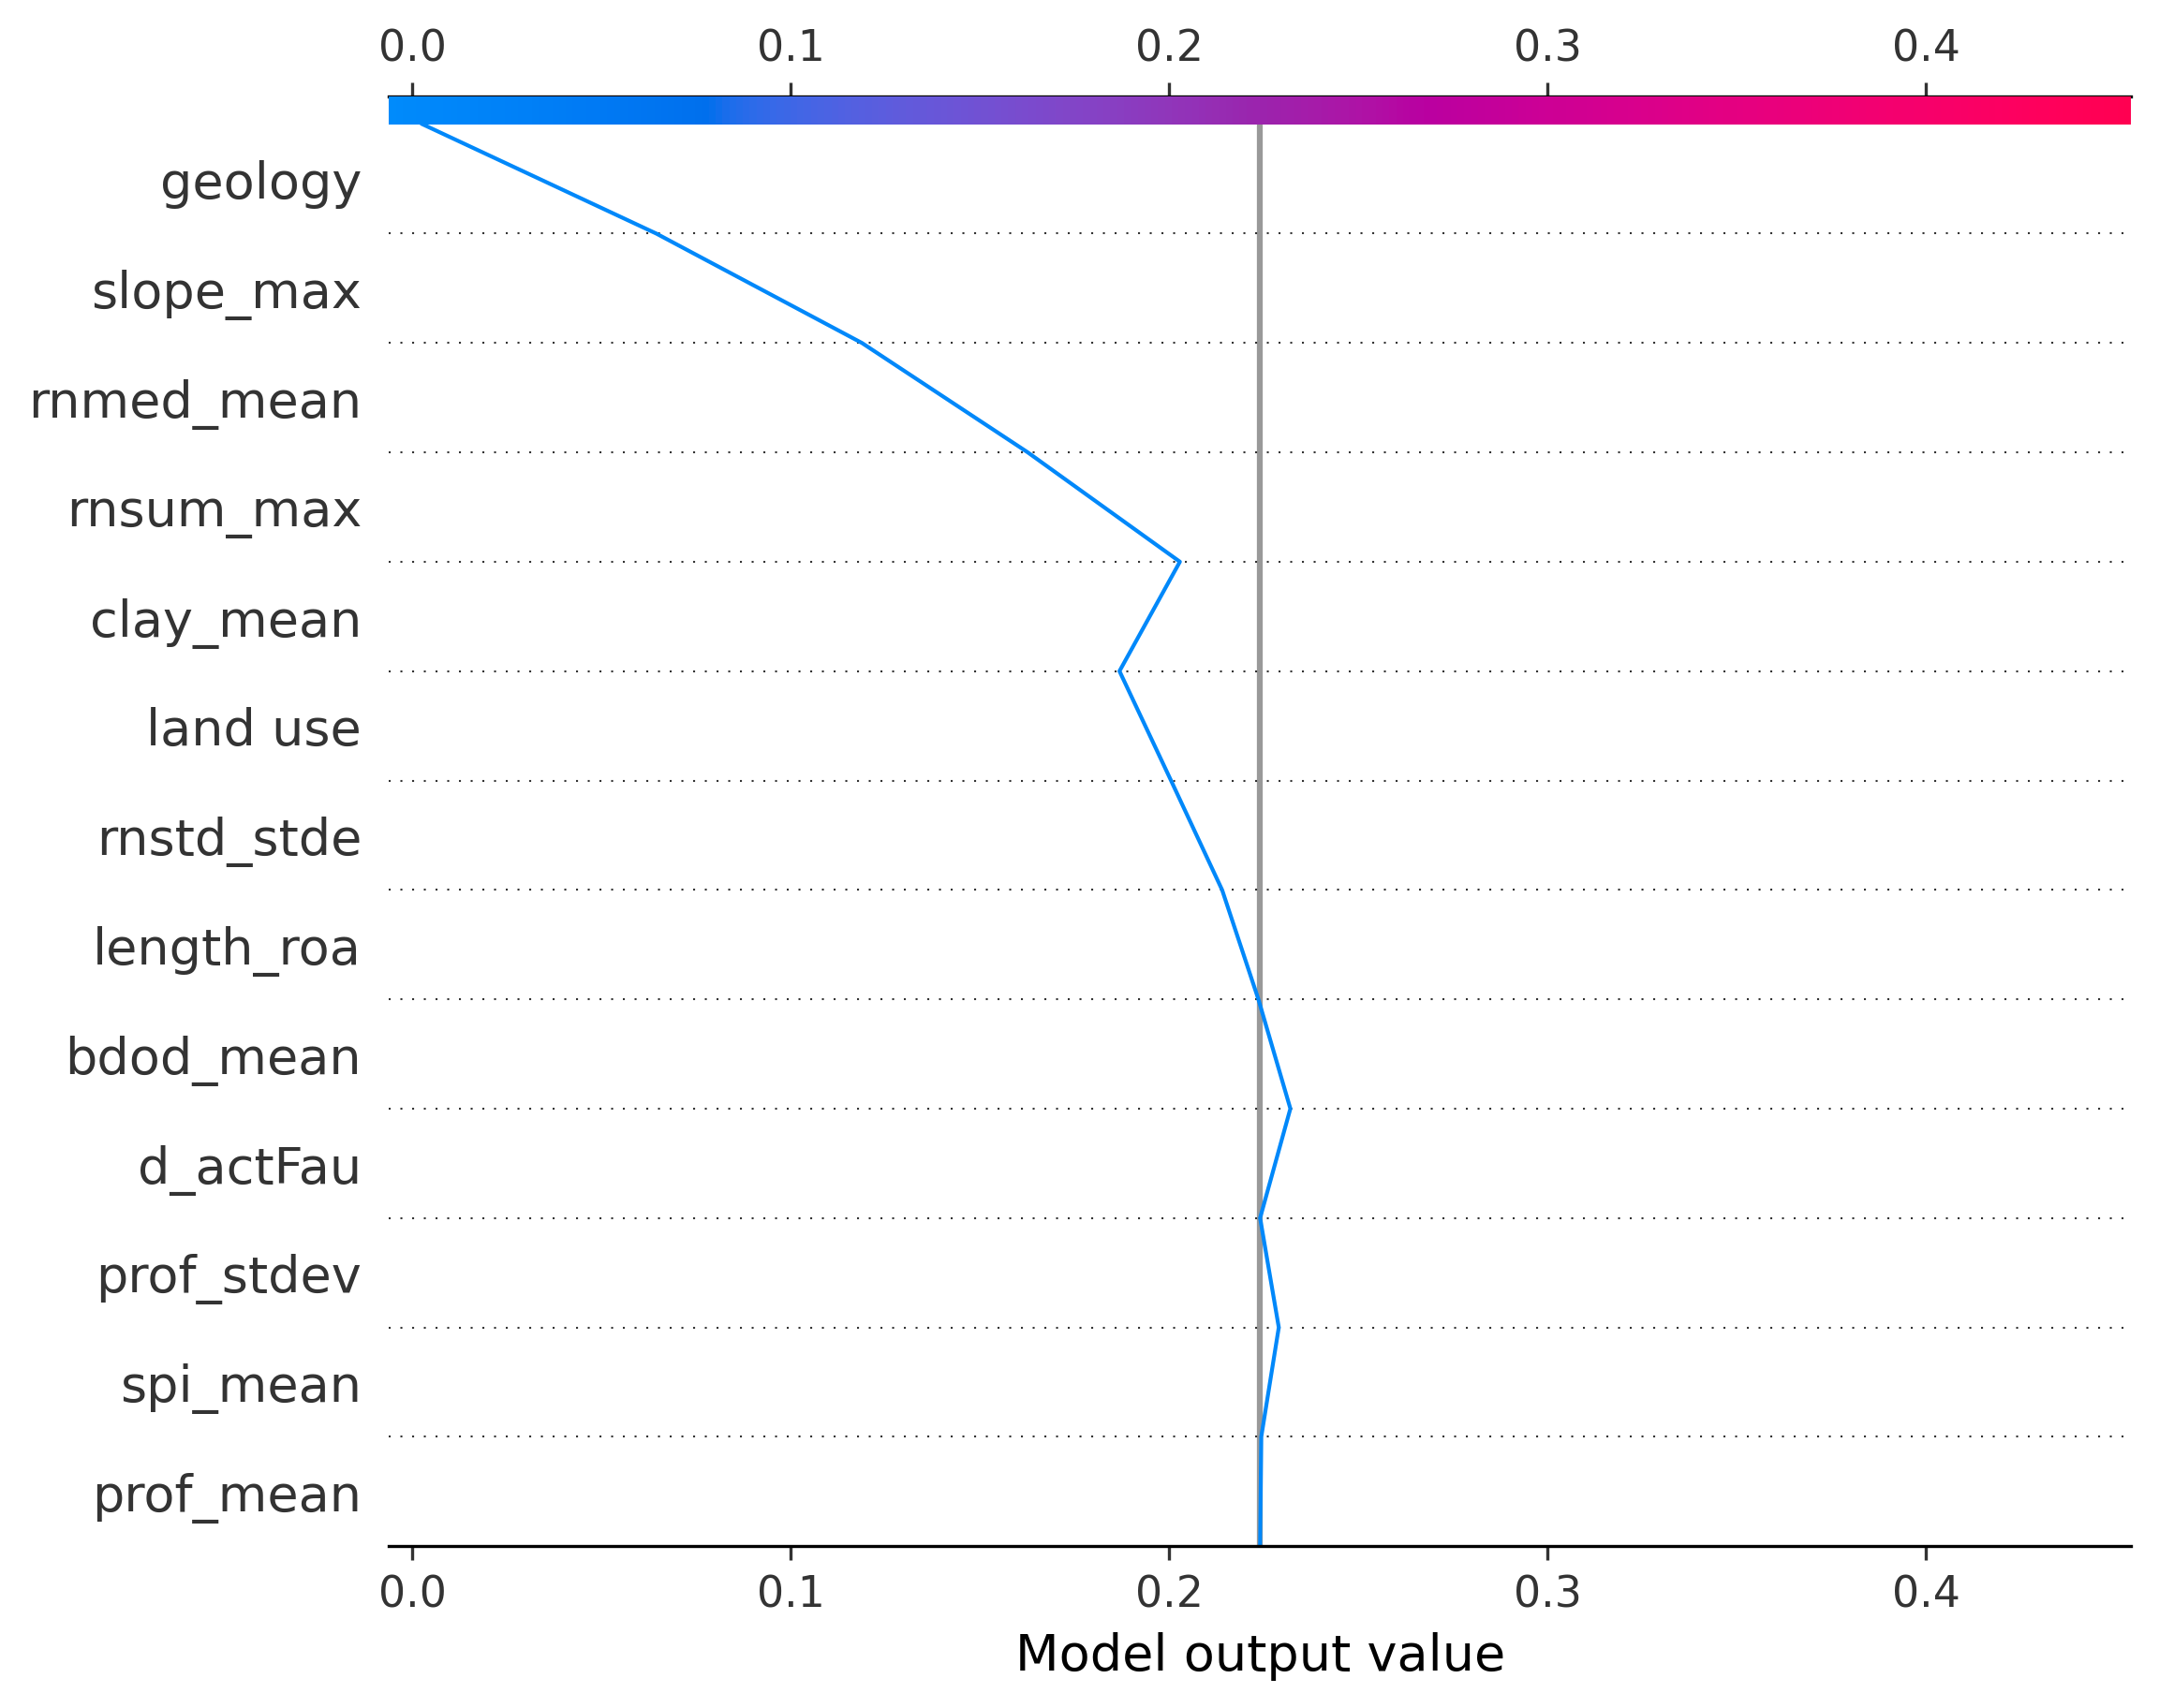 0.0 0.1 0.2 0.3 0.4
geology
slope_max
rnmed_mean
rnsum_max
clay_mean
land use
rnstd_stde
length_roa
bdod_mean
d_actFau
prof_stdev
spi_mean
prof_mean
0.0 0.1 0.2 0.3 0.4
Model output value